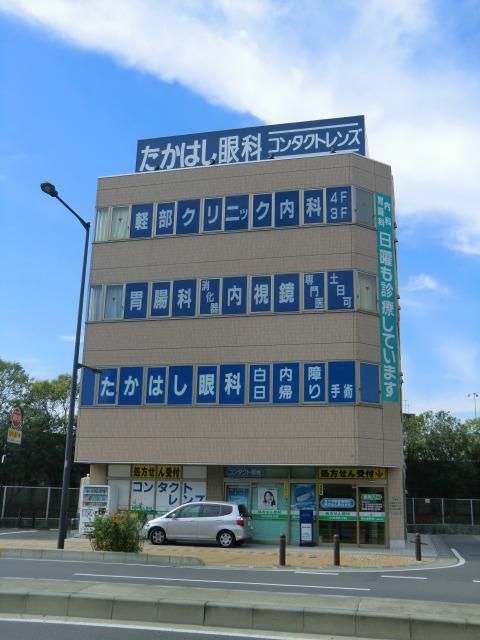 たかはし眼科 コンタクトレンズ
軽部クリニック内科 4F 3F
胃腸科 消化器 内視鏡 専門医 土日可
たかはし眼科 白内障 日帰り手術
内科 胃腸科 日曜も診療しています
処方せん受付
コンタクトレンズ
処方せん受付